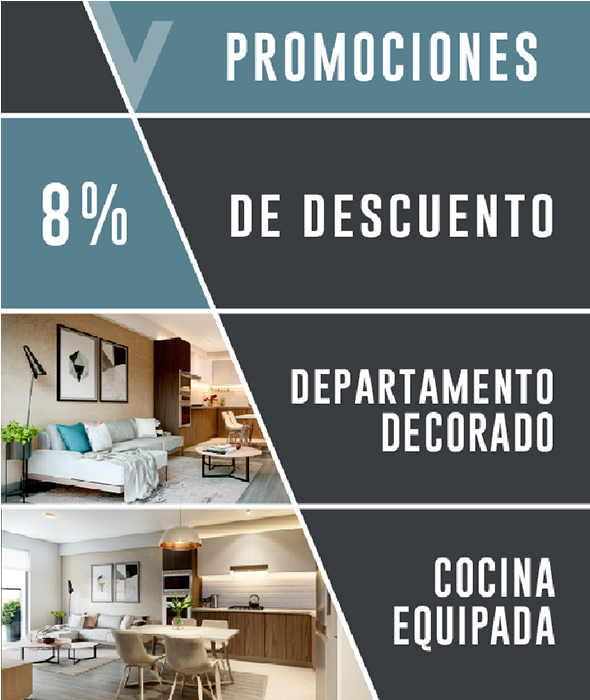 PROMOCIONES
8% DE DESCUENTO
DEPARTAMENTO
DECORADO
COCINA
EQUIPADA